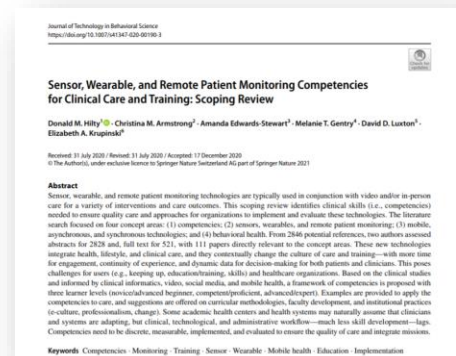 Journal of Technology in Behavioral Science
https://doi.org/10.1007/s41347-020-00190-3
Check for
updates
Sensor, Wearable, and Remote Patient Monitoring Competencies
for Clinical Care and Training: Scoping Review
Donald M. Hilty1 · Christina M. Armstrong2 · Amanda Edwards-Stewart3 · Melanie T. Gentry4 · David D. Luxton5 ·
Elizabeth A. Krupinski6
Received: 31 July 2020 / Revised: 31 July 2020 / Accepted: 17 December 2020
© The Author(s), under exclusive licence to Springer Nature Switzerland AG part of Springer Nature 2021
Abstract
Sensor, wearable, and remote patient monitoring technologies are typically used in conjunction with video and/or in-person
care for a variety of interventions and care outcomes. This scoping review identifies clinical skills (i.e., competencies)
needed to ensure quality care and approaches for organizations to implement and evaluate these technologies. The literature
search focused on four concept areas: (1) competencies; (2) sensors, wearables, and remote patient monitoring; (3) mobile,
asynchronous, and synchronous technologies; and (4) behavioral health. From 2846 potential references, two authors assessed
abstracts for 2828 and, full text for 521, with 111 papers directly relevant to the concept areas. These new technologies
integrate health, lifestyle, and clinical care, and they contextually change the culture of care and training—with more time
for engagement, continuity of experience, and dynamic data for decision-making for both patients and clinicians. This poses
challenges for users (e.g., keeping up, education/training, skills) and healthcare organizations. Based on the clinical studies
and informed by clinical informatics, video, social media, and mobile health, a framework of competencies is proposed with
three learner levels (novice/advanced beginner, competent/proficient, advanced/expert). Examples are provided to apply the
competencies to care, and suggestions are offered on curricular methodologies, faculty development, and institutional practices
(e-culture, professionalism, change). Some academic health centers and health systems may naturally assume that clinicians
and systems are adapting, but clinical, technological, and administrative workflow—much less skill development—lags.
Competencies need to be discrete, measurable, implemented, and evaluated to ensure the quality of care and integrate missions.
Keywords Competencies · Monitoring · Training · Sensor · Wearable · Mobile health · Education · Implementation